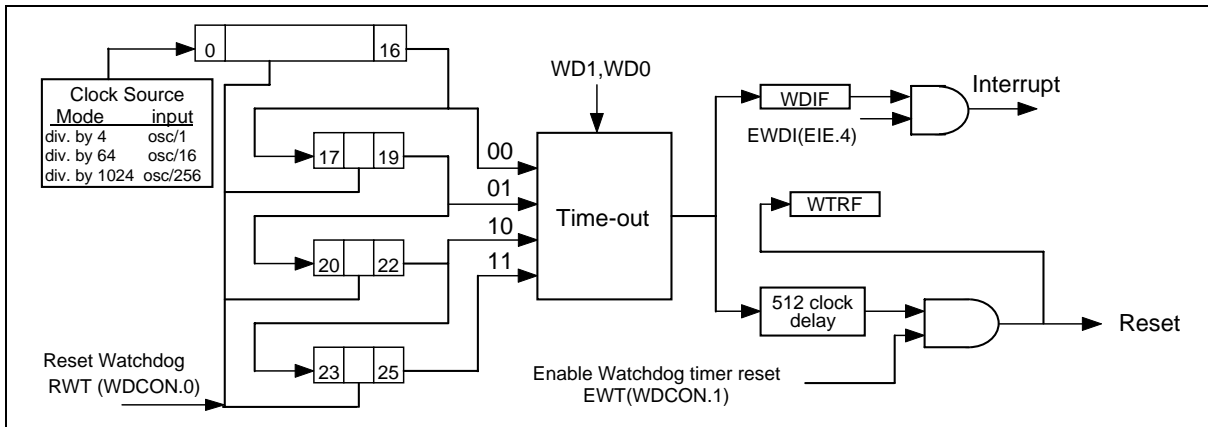 0 16
Clock Source
Mode input
div. by 4 osc/1
div. by 64 osc/16
div. by 1024 osc/256
17 19
20 22
23 25
Reset Watchdog
RWT (WDCON.0)
WD1,WD0
00
01
10
11
Time-out
WDIF
EWDI(EIE.4)
Interrupt
WTRF
512 clock
delay
Enable Watchdog timer reset
EWT(WDCON.1)
Reset